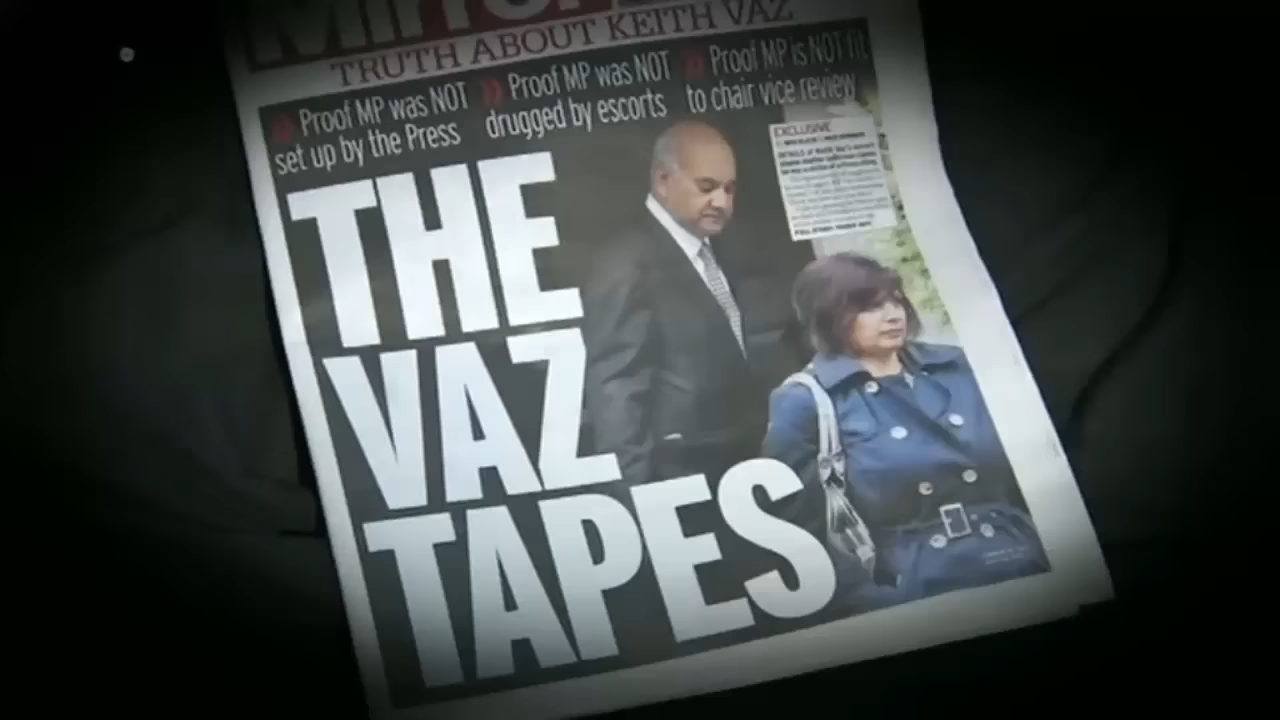 Mirror
TRUTH ABOUT KEITH VAZ
» Proof MP was NOT
set up by the Press
» Proof MP was NOT
drugged by escorts
» Proof MP is NOT fit
to chair vice review
EXCLUSIVE
THE
VAZ
TAPES